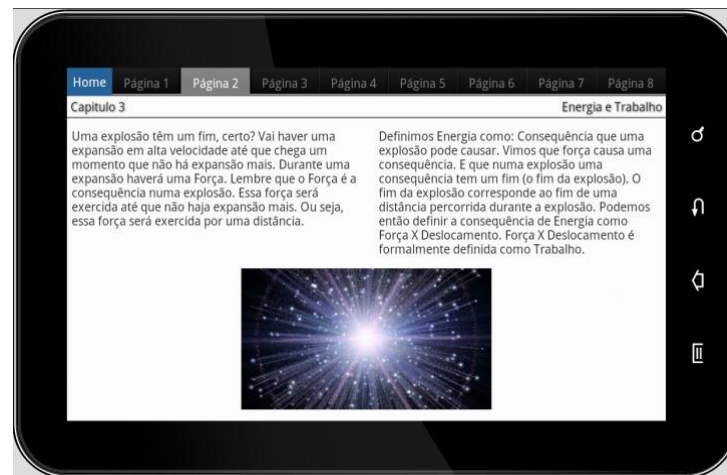 Home Página 1 Página 2 Página 3 Página 4 Página 5 Página 6 Página 7 Página 8
Capitulo 3 Energia e Trabalho
Uma explosão têm um fim, certo? Vai haver uma
expansão em alta velocidade até que chega um
momento que não há expansão mais. Durante uma
expansão haverá uma Força. Lembre que o Força é a
consequência numa explosão. Essa força será
exercida até que não haja expansão mais. Ou seja,
essa força será exercida por uma distância.
Definimos Energia como: Consequência que uma
explosão pode causar. Vimos que força causa uma
consequência. E que numa explosão uma
consequência tem um fim (o fim da explosão). O
fim da explosão corresponde ao fim de uma
distância percorrida durante a explosão. Podemos
então definir a consequência de Energia como
Força X Deslocamento. Força X Deslocamento é
formalmente definida como Trabalho.